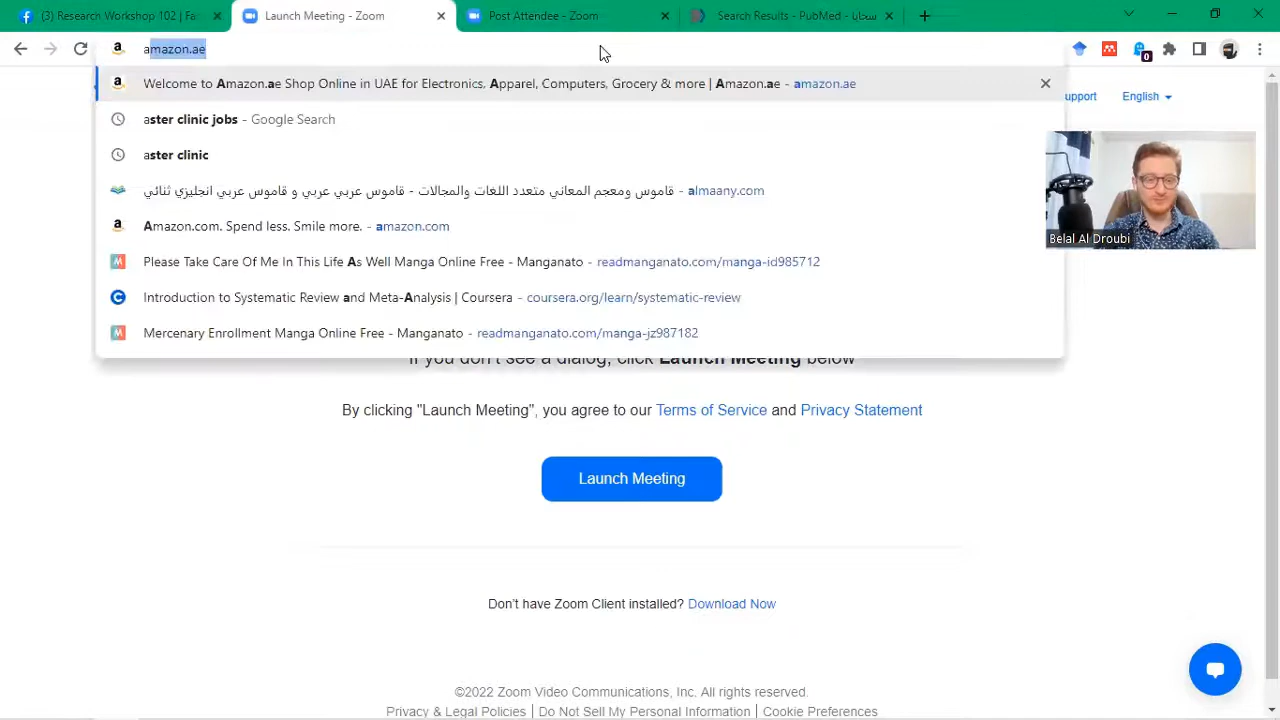 (3) Research Workshop 102 | Fa
Launch Meeting - Zoom
Post Attendee - Zoom
Search Results - PubMed - سحابا
amazon.ae
0
Welcome to Amazon.ae Shop Online in UAE for Electronics, Apparel, Computers, Grocery & more | Amazon.ae - amazon.ae
upport
English
aster clinic jobs - Google Search
aster clinic
قاموس ومعجم المعاني متعدد اللغات والمجالات - قاموس عربي عربي و قاموس عربي انجليزي ثنائي - almaany.com
Amazon.com. Spend less. Smile more. - amazon.com
Belal Al Droubi
Please Take Care Of Me In This Life As Well Manga Online Free - Manganato - readmanganato.com/manga-id985712
Introduction to Systematic Review and Meta-Analysis | Coursera - coursera.org/learn/systematic-review
Mercenary Enrollment Manga Online Free - Manganato - readmanganato.com/manga-jz987182
If you don't see a dialog, click Launch Meeting below
By clicking "Launch Meeting", you agree to our Terms of Service and Privacy Statement
Launch Meeting
Don't have Zoom Client installed? Download Now
©2022 Zoom Video Communications, Inc. All rights reserved.
Privacy & Legal Policies | Do Not Sell My Personal Information | Cookie Preferences